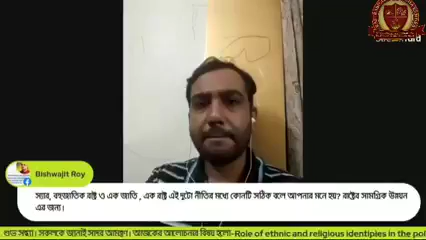 Bishwajit Roy
স্যার, বহুজাতিক রাষ্ট্র ও এক জাতি , এক রাষ্ট্র এই দুটো নীতির মধ্যে কোনটি সঠিক বলে আপনার মনে হয়? রাষ্ট্রের সামগ্রিক উন্নয়ন
এর জন্য।
শুভ সন্ধ্যা। সকলকে জানাই সাদর আমন্ত্রণ। আজকের আলোচনার বিষয় হলো-Role of ethnic and religious identipies in the pol